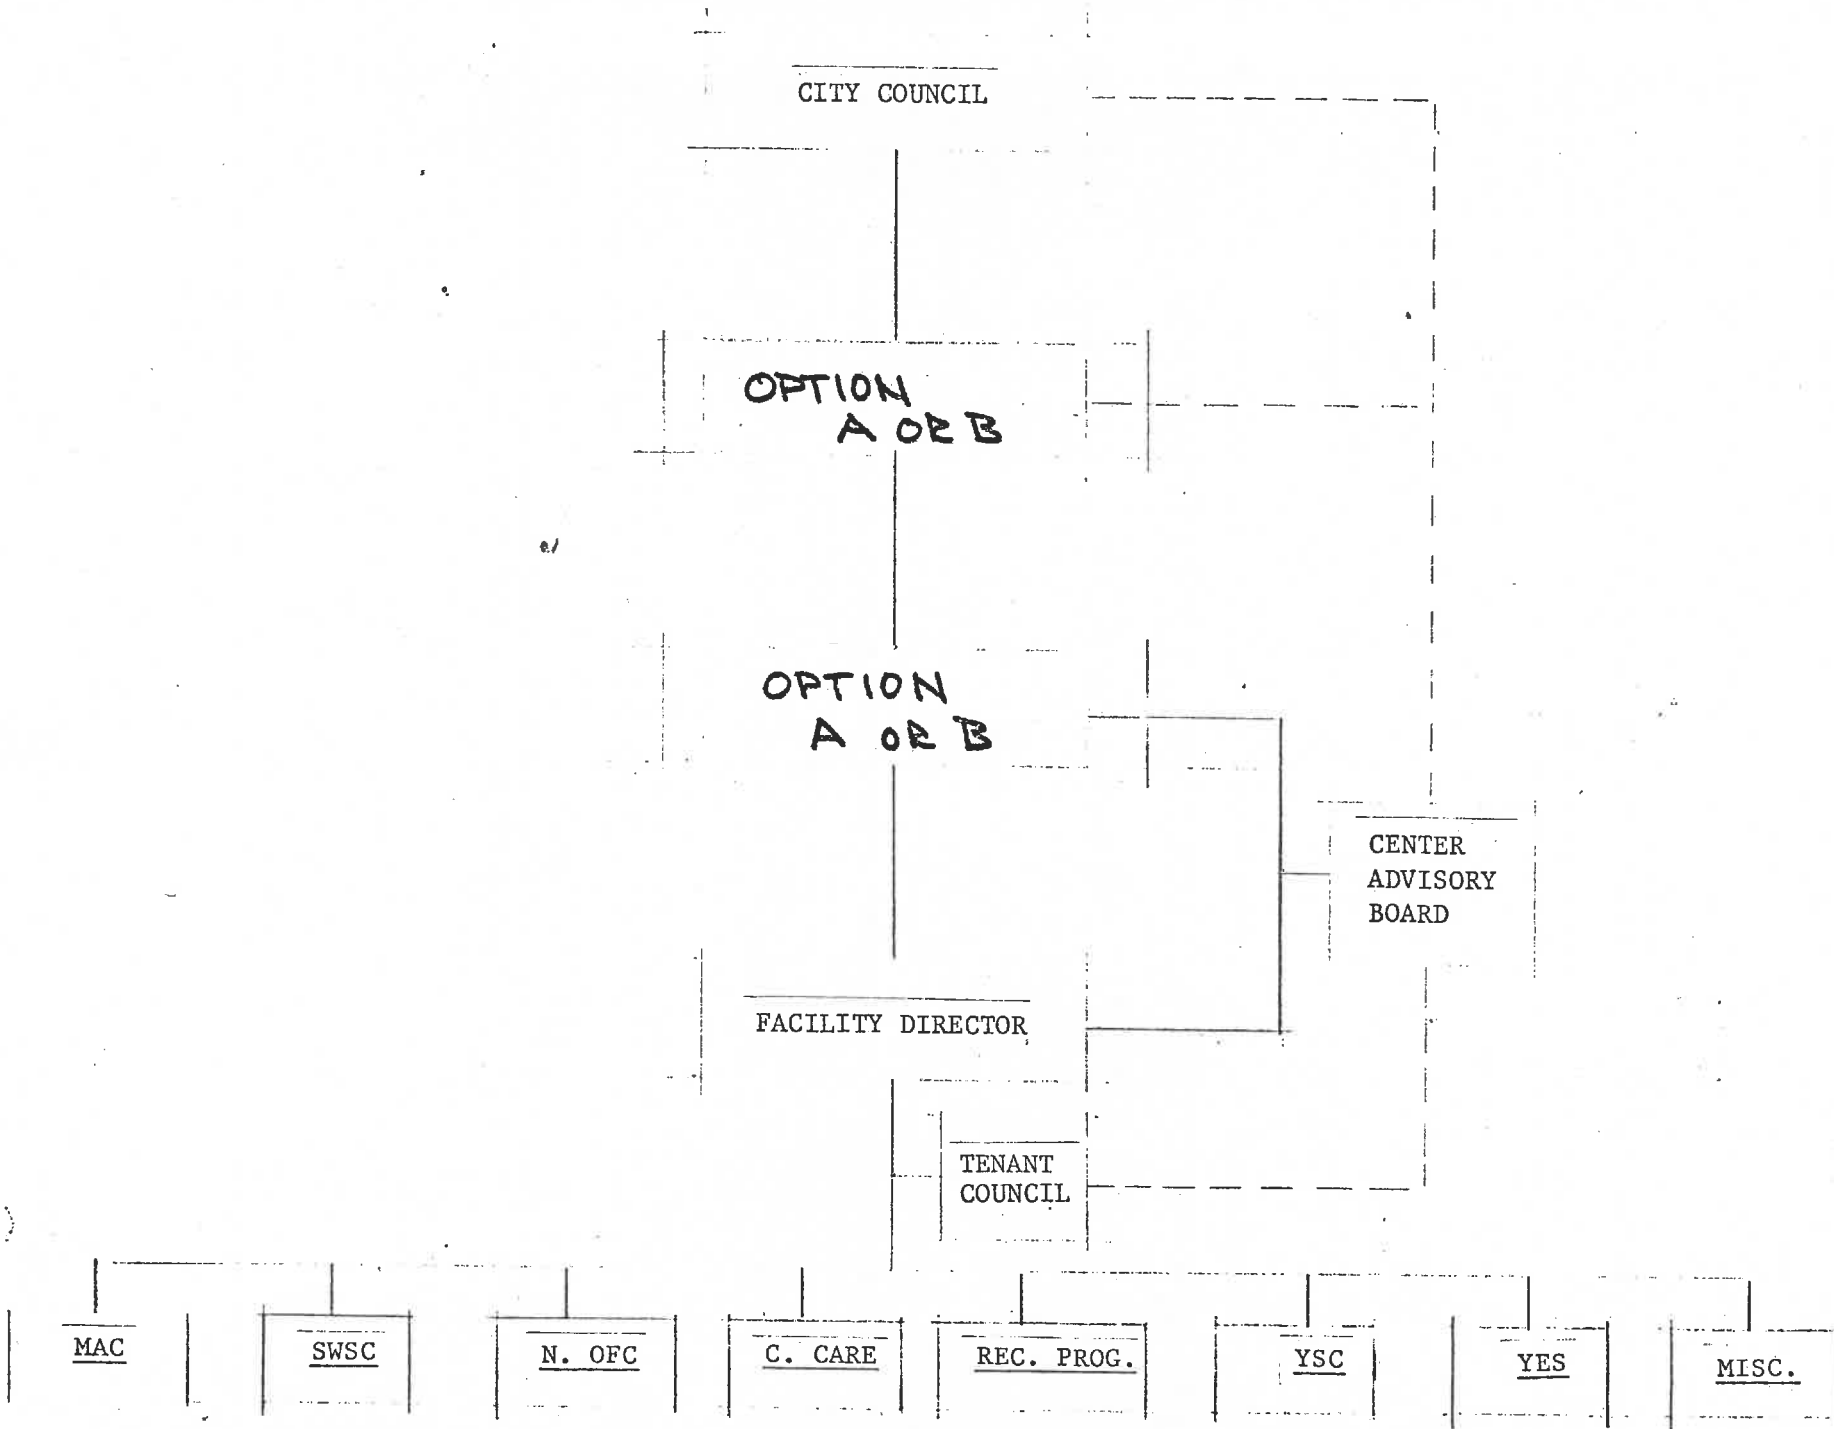 CITY COUNCIL
OPTION
A OR B
OPTION
A OR B
CENTER
ADVISORY
BOARD
FACILITY DIRECTOR
TENANT
COUNCIL
MAC
SWSC
N. OFC
C. CARE
REC. PROG.
YSC
YES
MISC.